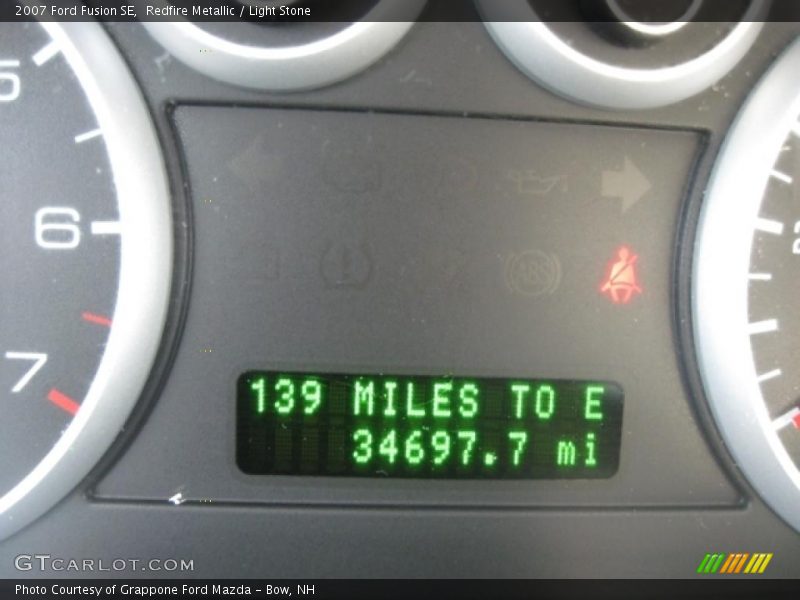 2007 Ford Fusion SE, Redfire Metallic / Light Stone
5
6
7
139 MILES TO E
34697.7 mi
GTCARLOT.COM
Photo Courtesy of Grappone Ford Mazda - Bow, NH